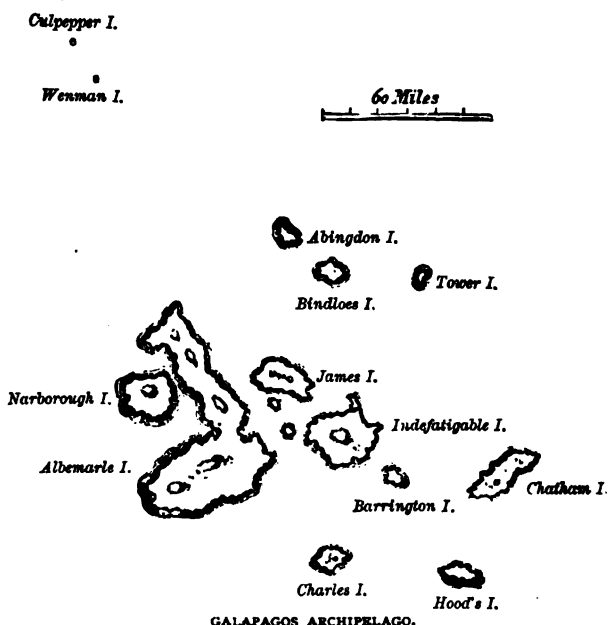 Culpepper I.
Wenman I.
60 Miles
Abingdon I.
Bindloes I.
Tower I.
James I.
Narborough I.
Indefatigable I.
Albemarle I.
Barrington I.
Chatham I.
Charles I.
Hood's I.
GALAPAGOS ARCHIPELAGO.